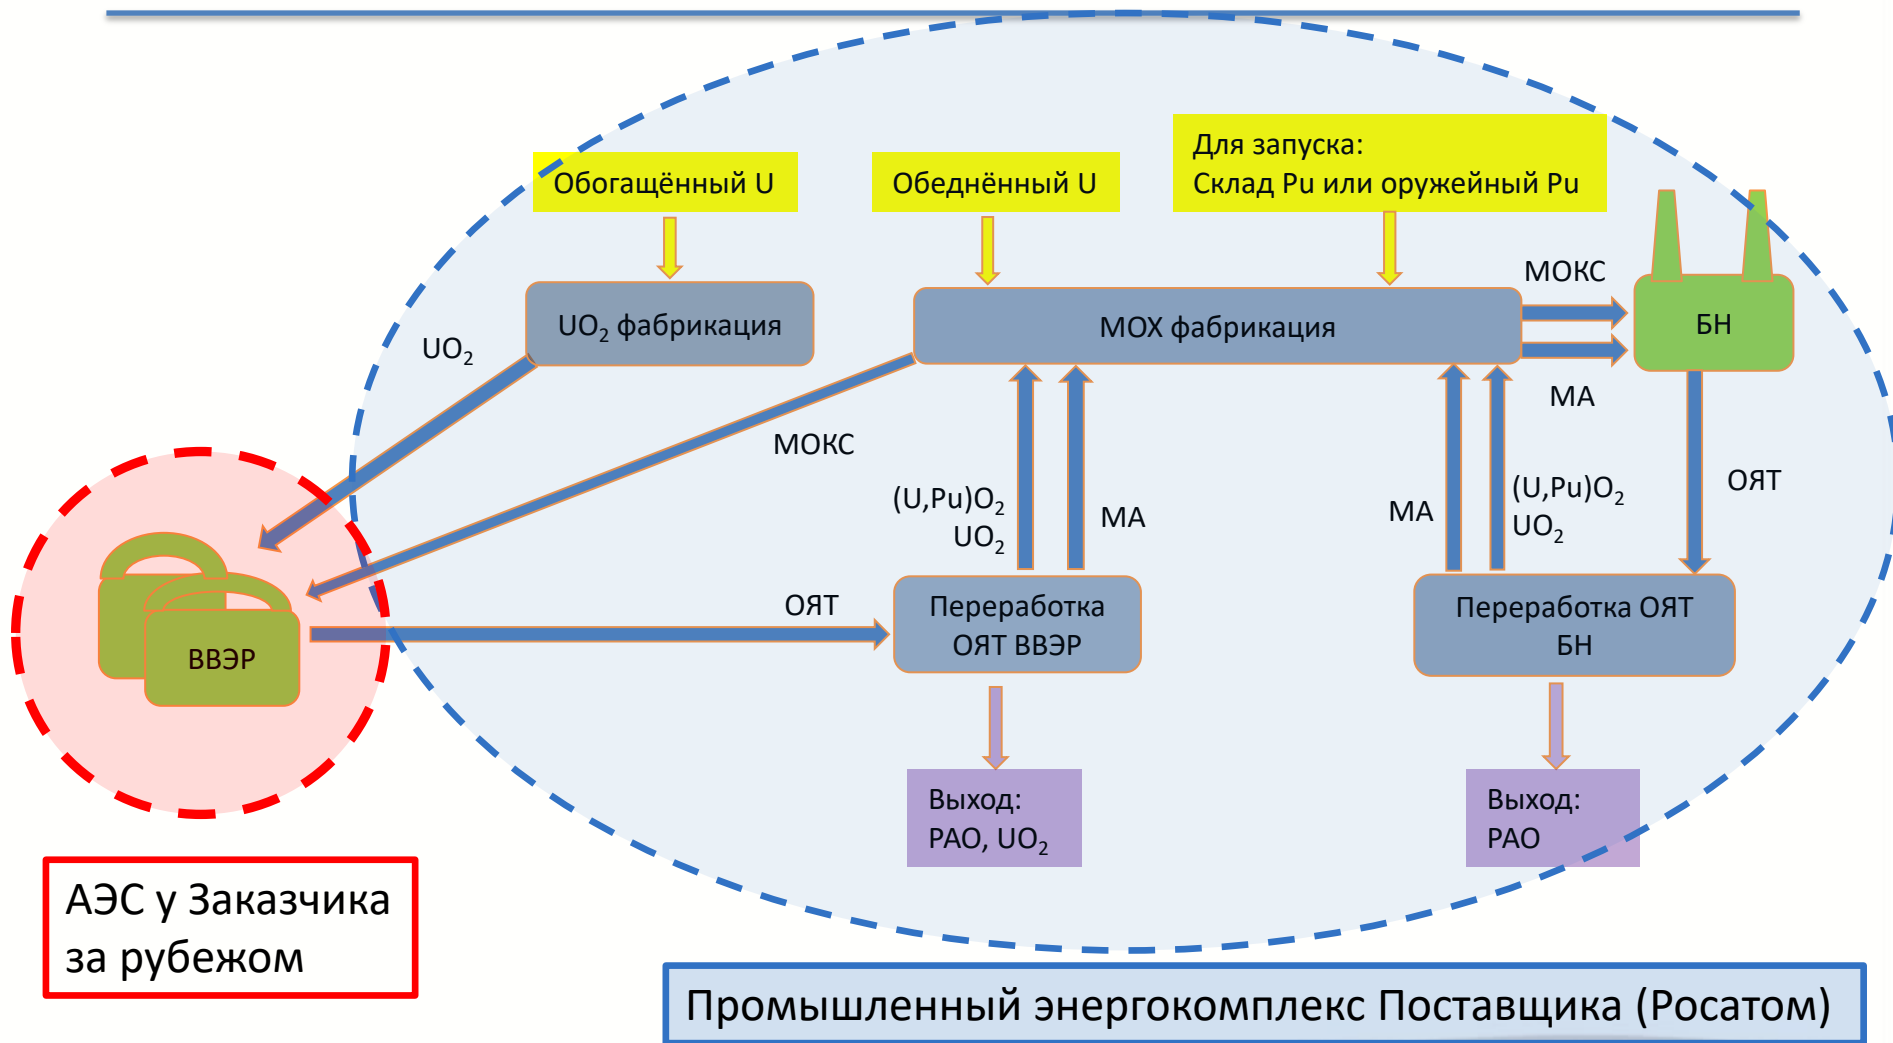 Обогащённый U
Обеднённый U
Для запуска:
Склад Pu или оружейный Pu
UO₂ фабрикация
МОХ фабрикация
МОКС
БН
UO₂
МА
МОКС
(U,Pu)O₂
UO₂
МА
МА
(U,Pu)O₂
UO₂
ОЯТ
ОЯТ
Переработка
ОЯТ ВВЭР
Переработка ОЯТ
БН
ВВЭР
Выход:
РАО, UO₂
Выход:
РАО
АЭС у Заказчика
за рубежом
Промышленный энергокомплекс Поставщика (Росатом)